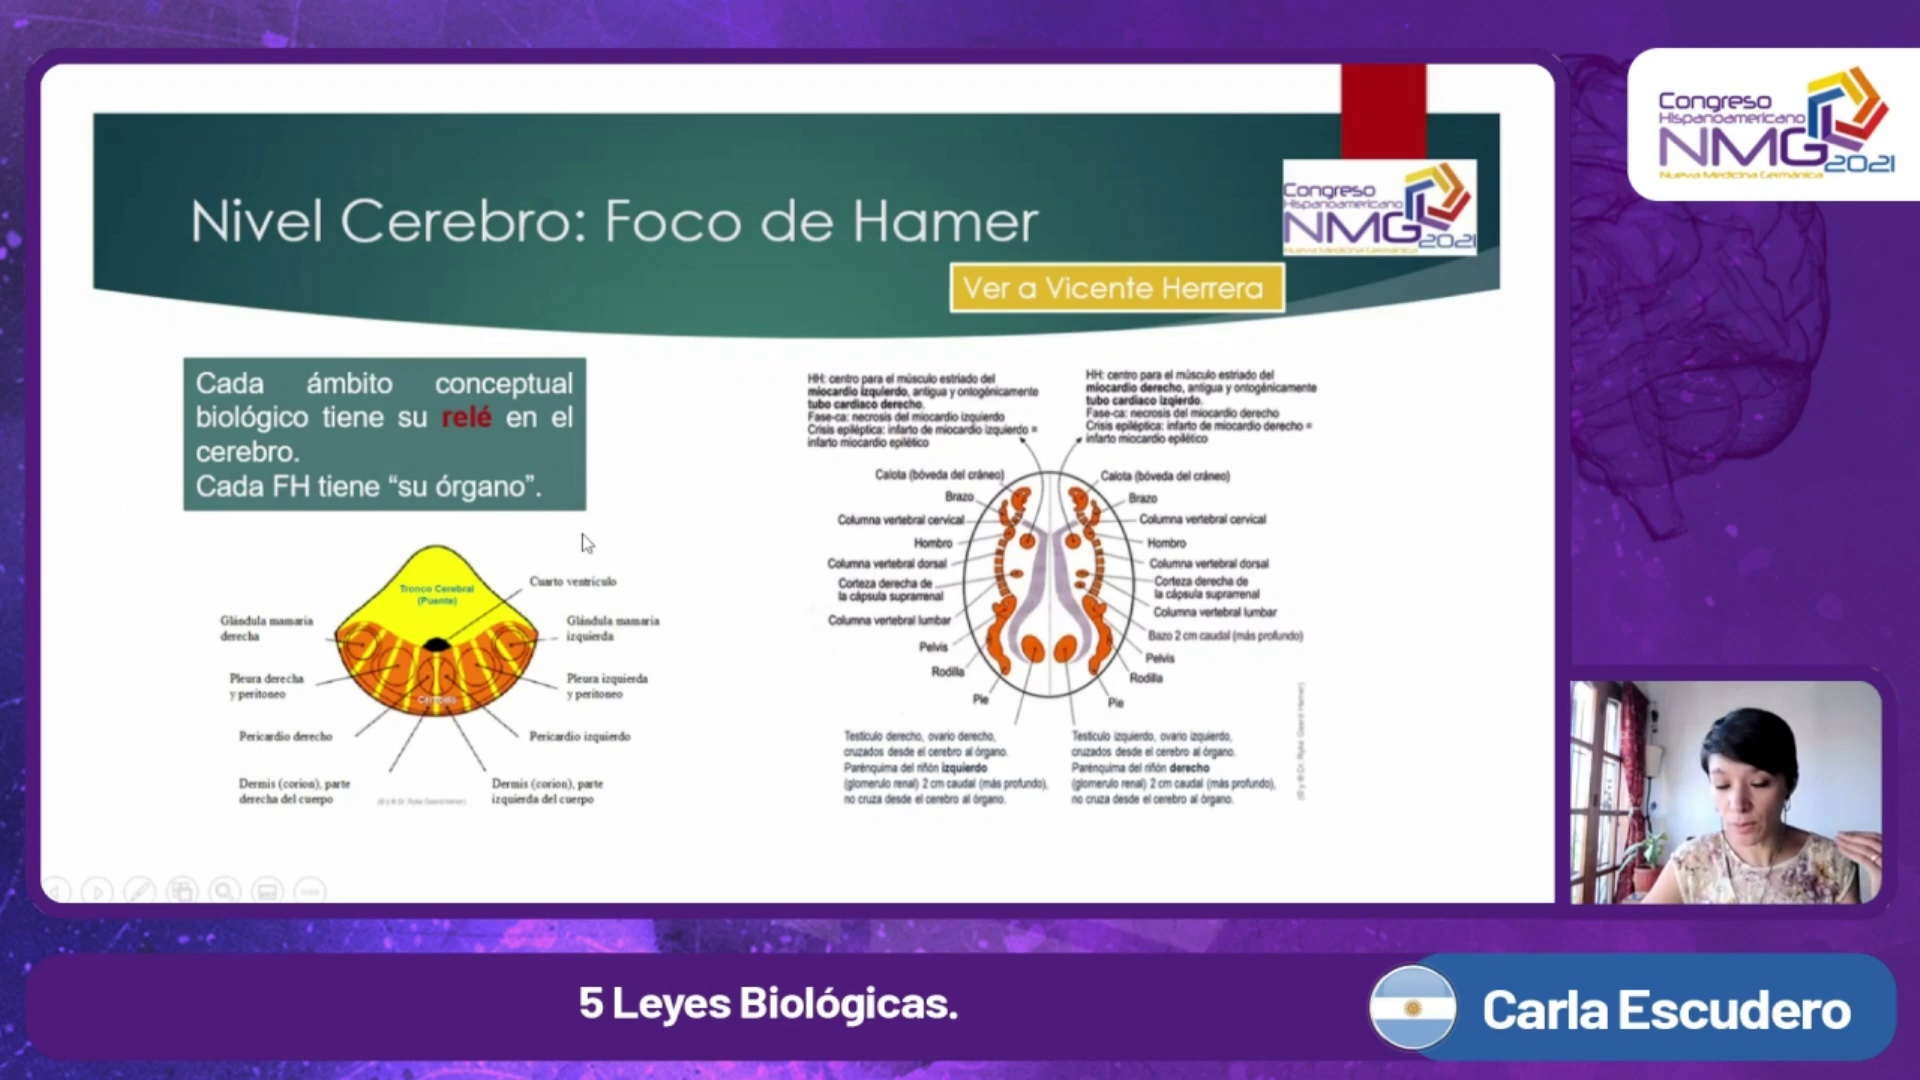 Congreso
Hispanoamericano
NMG2021
Nueva Medicina Germánica
Nivel Cerebro: Foco de Hamer
Congreso
Hispanoamericano
NMG2021
Nueva Medicina Germánica
Ver a Vicente Herrera
Cada ámbito conceptual
biológico tiene su relé en el
cerebro.
Cada FH tiene “su órgano”.
Tronco Cerebral
(Puente)
Cuarto ventrículo
Glándula mamaria
derecha
Glándula mamaria
izquierda
Pleura derecha
y peritoneo
Pleura izquierda
y peritoneo
Cerebelo
Pericardio derecho
Pericardio izquierdo
Dermis (corion), parte
derecha del cuerpo
Dermis (corion), parte
izquierda del cuerpo
HH: centro para el músculo estriado del
miocardio izquierdo, antigua y ontogénicamente
tubo cardiaco derecho.
Fase-ca: necrosis del miocardio izquierdo
Crisis epiléptica: infarto de miocardio izquierdo =
infarto miocardio epilético
HH: centro para el músculo estriado del
miocardio derecho, antigua y ontogénicamente
tubo cardiaco izqierdo.
Fase-ca: necrosis del miocardio derecho
Crisis epiléptica: infarto de miocardio derecho =
infarto miocardio epilético
Calota (bóveda del cráneo)
Brazo
Columna vertebral cervical
Hombro
Columna vertebral dorsal
Corteza derecha de
la cápsula suprarrenal
Columna vertebral lumbar
Pelvis
Rodilla
Pie
Calota (bóveda del cráneo)
Brazo
Columna vertebral cervical
Hombro
Columna vertebral dorsal
Corteza derecha de
la cápsula suprarrenal
Columna vertebral lumbar
Bazo 2 cm caudal (más profundo)
Pelvis
Rodilla
Pie
Testículo derecho, ovario derecho,
cruzados desde el cerebro al órgano.
Parénquima del riñón izquierdo
(glomerulo renal) 2 cm caudal (más profundo),
no cruza desde el cerebro al órgano.
Testículo izquierdo, ovario izquierdo,
cruzados desde el cerebro al órgano.
Parénquima del riñón derecho
(glomerulo renal) 2 cm caudal (más profundo),
no cruza desde el cerebro al órgano.
5 Leyes Biológicas.
Carla Escudero